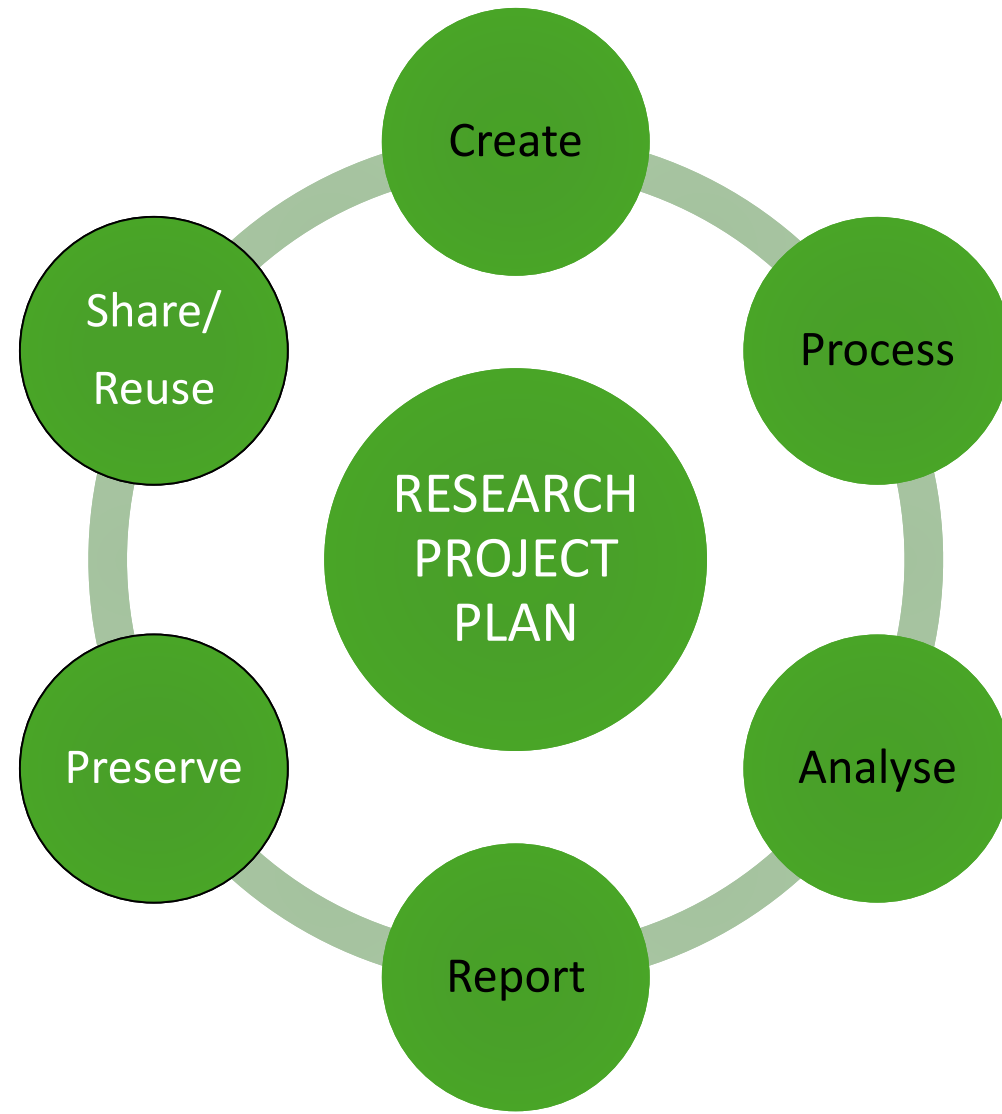 Create
Process
Analyse
Report
Preserve
Share/
Reuse
RESEARCH
PROJECT
PLAN